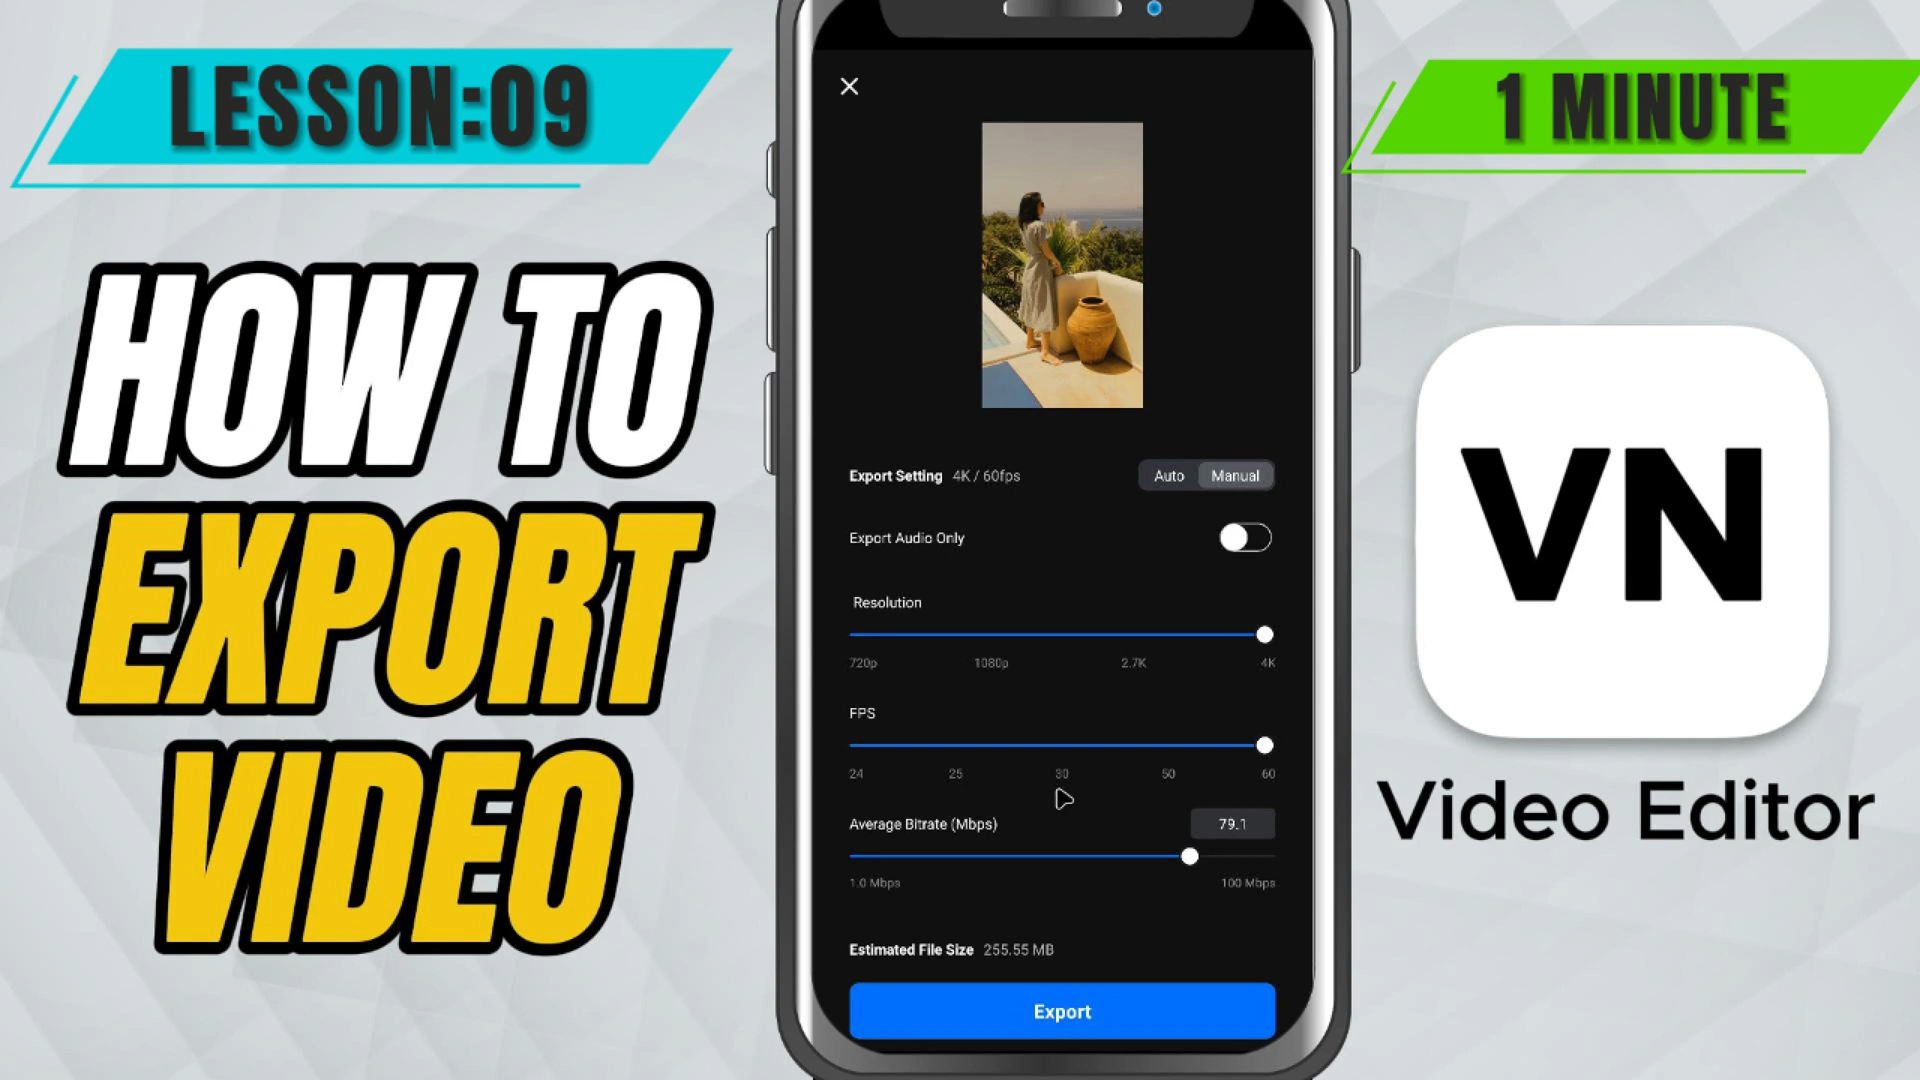 LESSON:09
HOW TO
EXPORT
VIDEO
Export Setting 4K / 60fps Auto Manual
Export Audio Only
Resolution
720p 1080p 2.7K 4K
FPS
24 25 30 50 60
Average Bitrate (Mbps) 79.1
1.0 Mbps 100 Mbps
Estimated File Size 255.55 MB
Export
1 MINUTE
VN
Video Editor